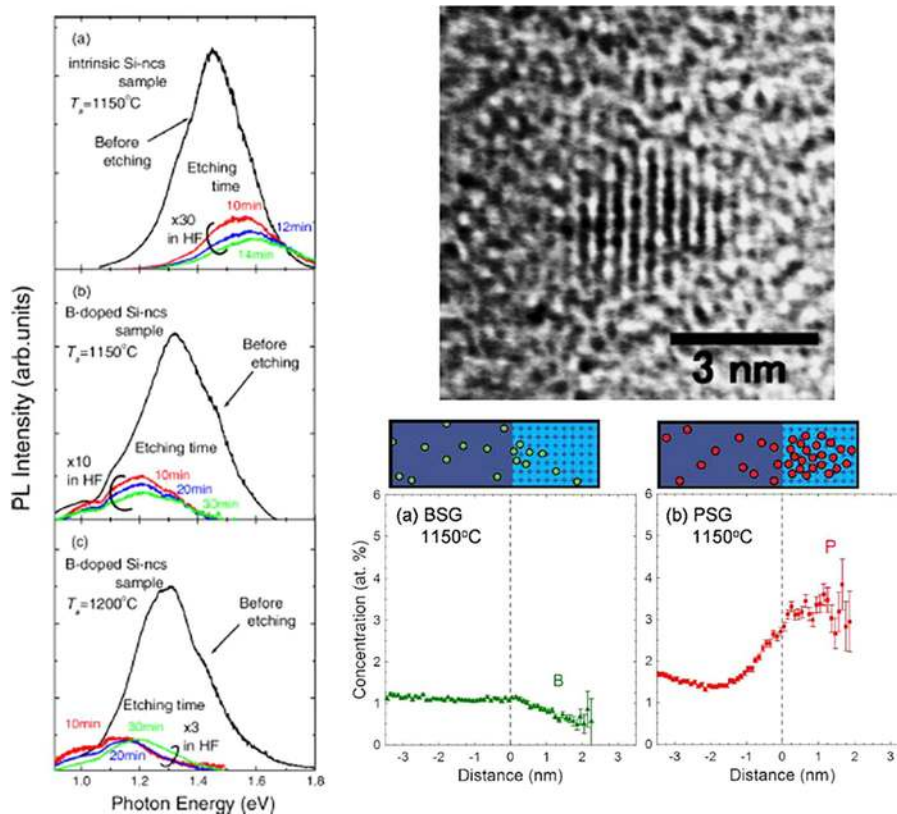 PL Intensity (arb.units)
(a)
intrinsic Si-ncs
sample
Ta=1150°C
Before
etching
Etching
time
x30
in HF
10min
12min
14min
(b)
B-doped Si-ncs
sample
Ta=1150°C
Before
etching
Etching time
x10
in HF
10min
20min
30min
(c)
B-doped Si-ncs
sample
Ta=1200°C
Before
etching
Etching time
10min
30min
20min
x3
in HF
1.0 1.2 1.4 1.6 1.8
Photon Energy (eV)
3 nm
Concentration (at. %)
6
5
4
3
2
1
0
(a) BSG
1150°C
B
-3 -2 -1 0 1 2 3
Distance (nm)
(b) PSG
1150°C
P
6
5
4
3
2
1
0
-3 -2 -1 0 1 2 3
Distance (nm)